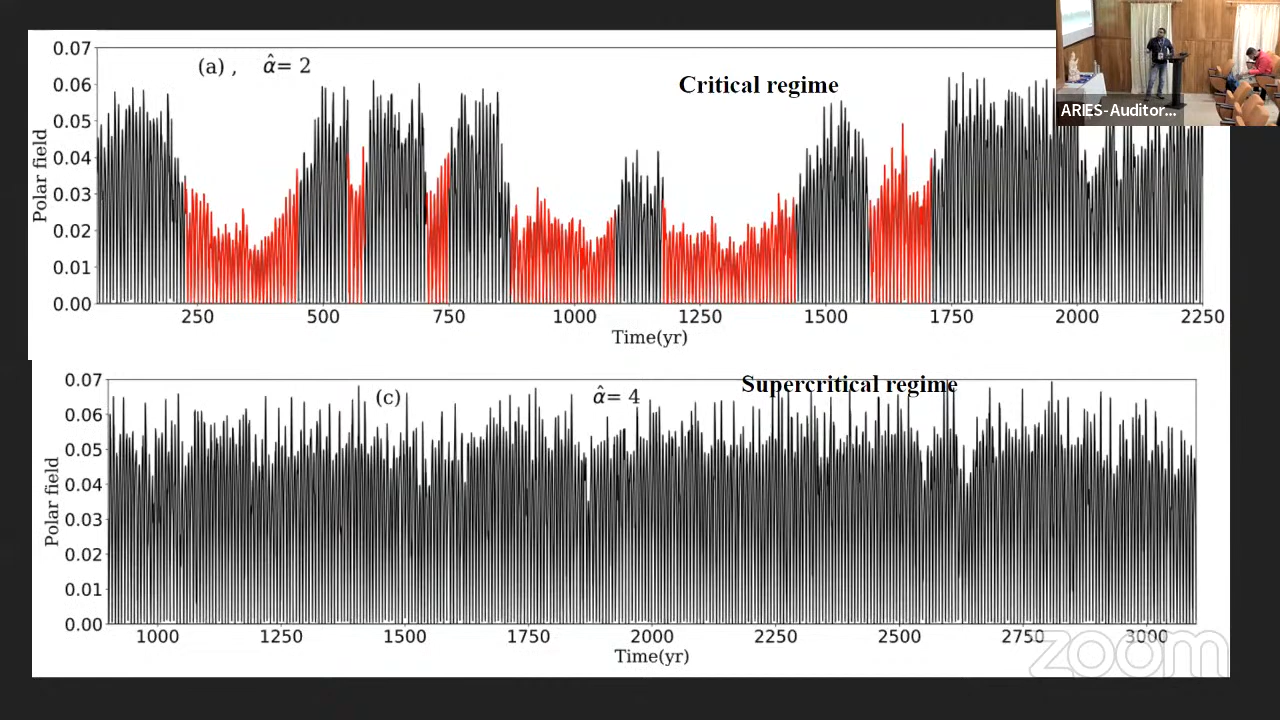 (a) , α̂= 2
Critical regime
ARIES-Auditor...
0.07
0.06
0.05
0.04
0.03
0.02
0.01
0.00
Polar field
250 500 750 1000 1250 1500 1750 2000 2250
Time(yr)
(c) α̂= 4
Supercritical regime
0.07
0.06
0.05
0.04
0.03
0.02
0.01
0.00
Polar field
1000 1250 1500 1750 2000 2250 2500 2750 3000
Time(yr)
zoom